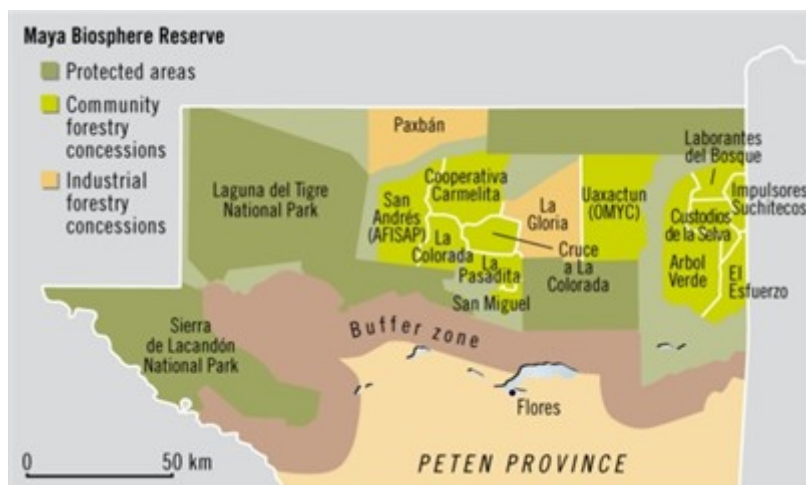 Maya Biosphere Reserve
Protected areas
Community
forestry
concessions
Industrial
forestry
concessions
Paxbán
Laguna del Tigre
National Park
San
Andrés
(AFISAP)
Cooperativa
Carmelita
La
Colorada
La
Pasadita
San Miguel
La
Gloria
Cruce
a La
Colorada
Uaxactun
(OMYC)
Laborantes
del Bosque
Impulsores
Suchitecos
Custodios
de la Selva
Arbol
Verde
El
Esfuerzo
Sierra
de Lacandón
National Park
Buffer zone
Flores
0 50 km
PETEN PROVINCE